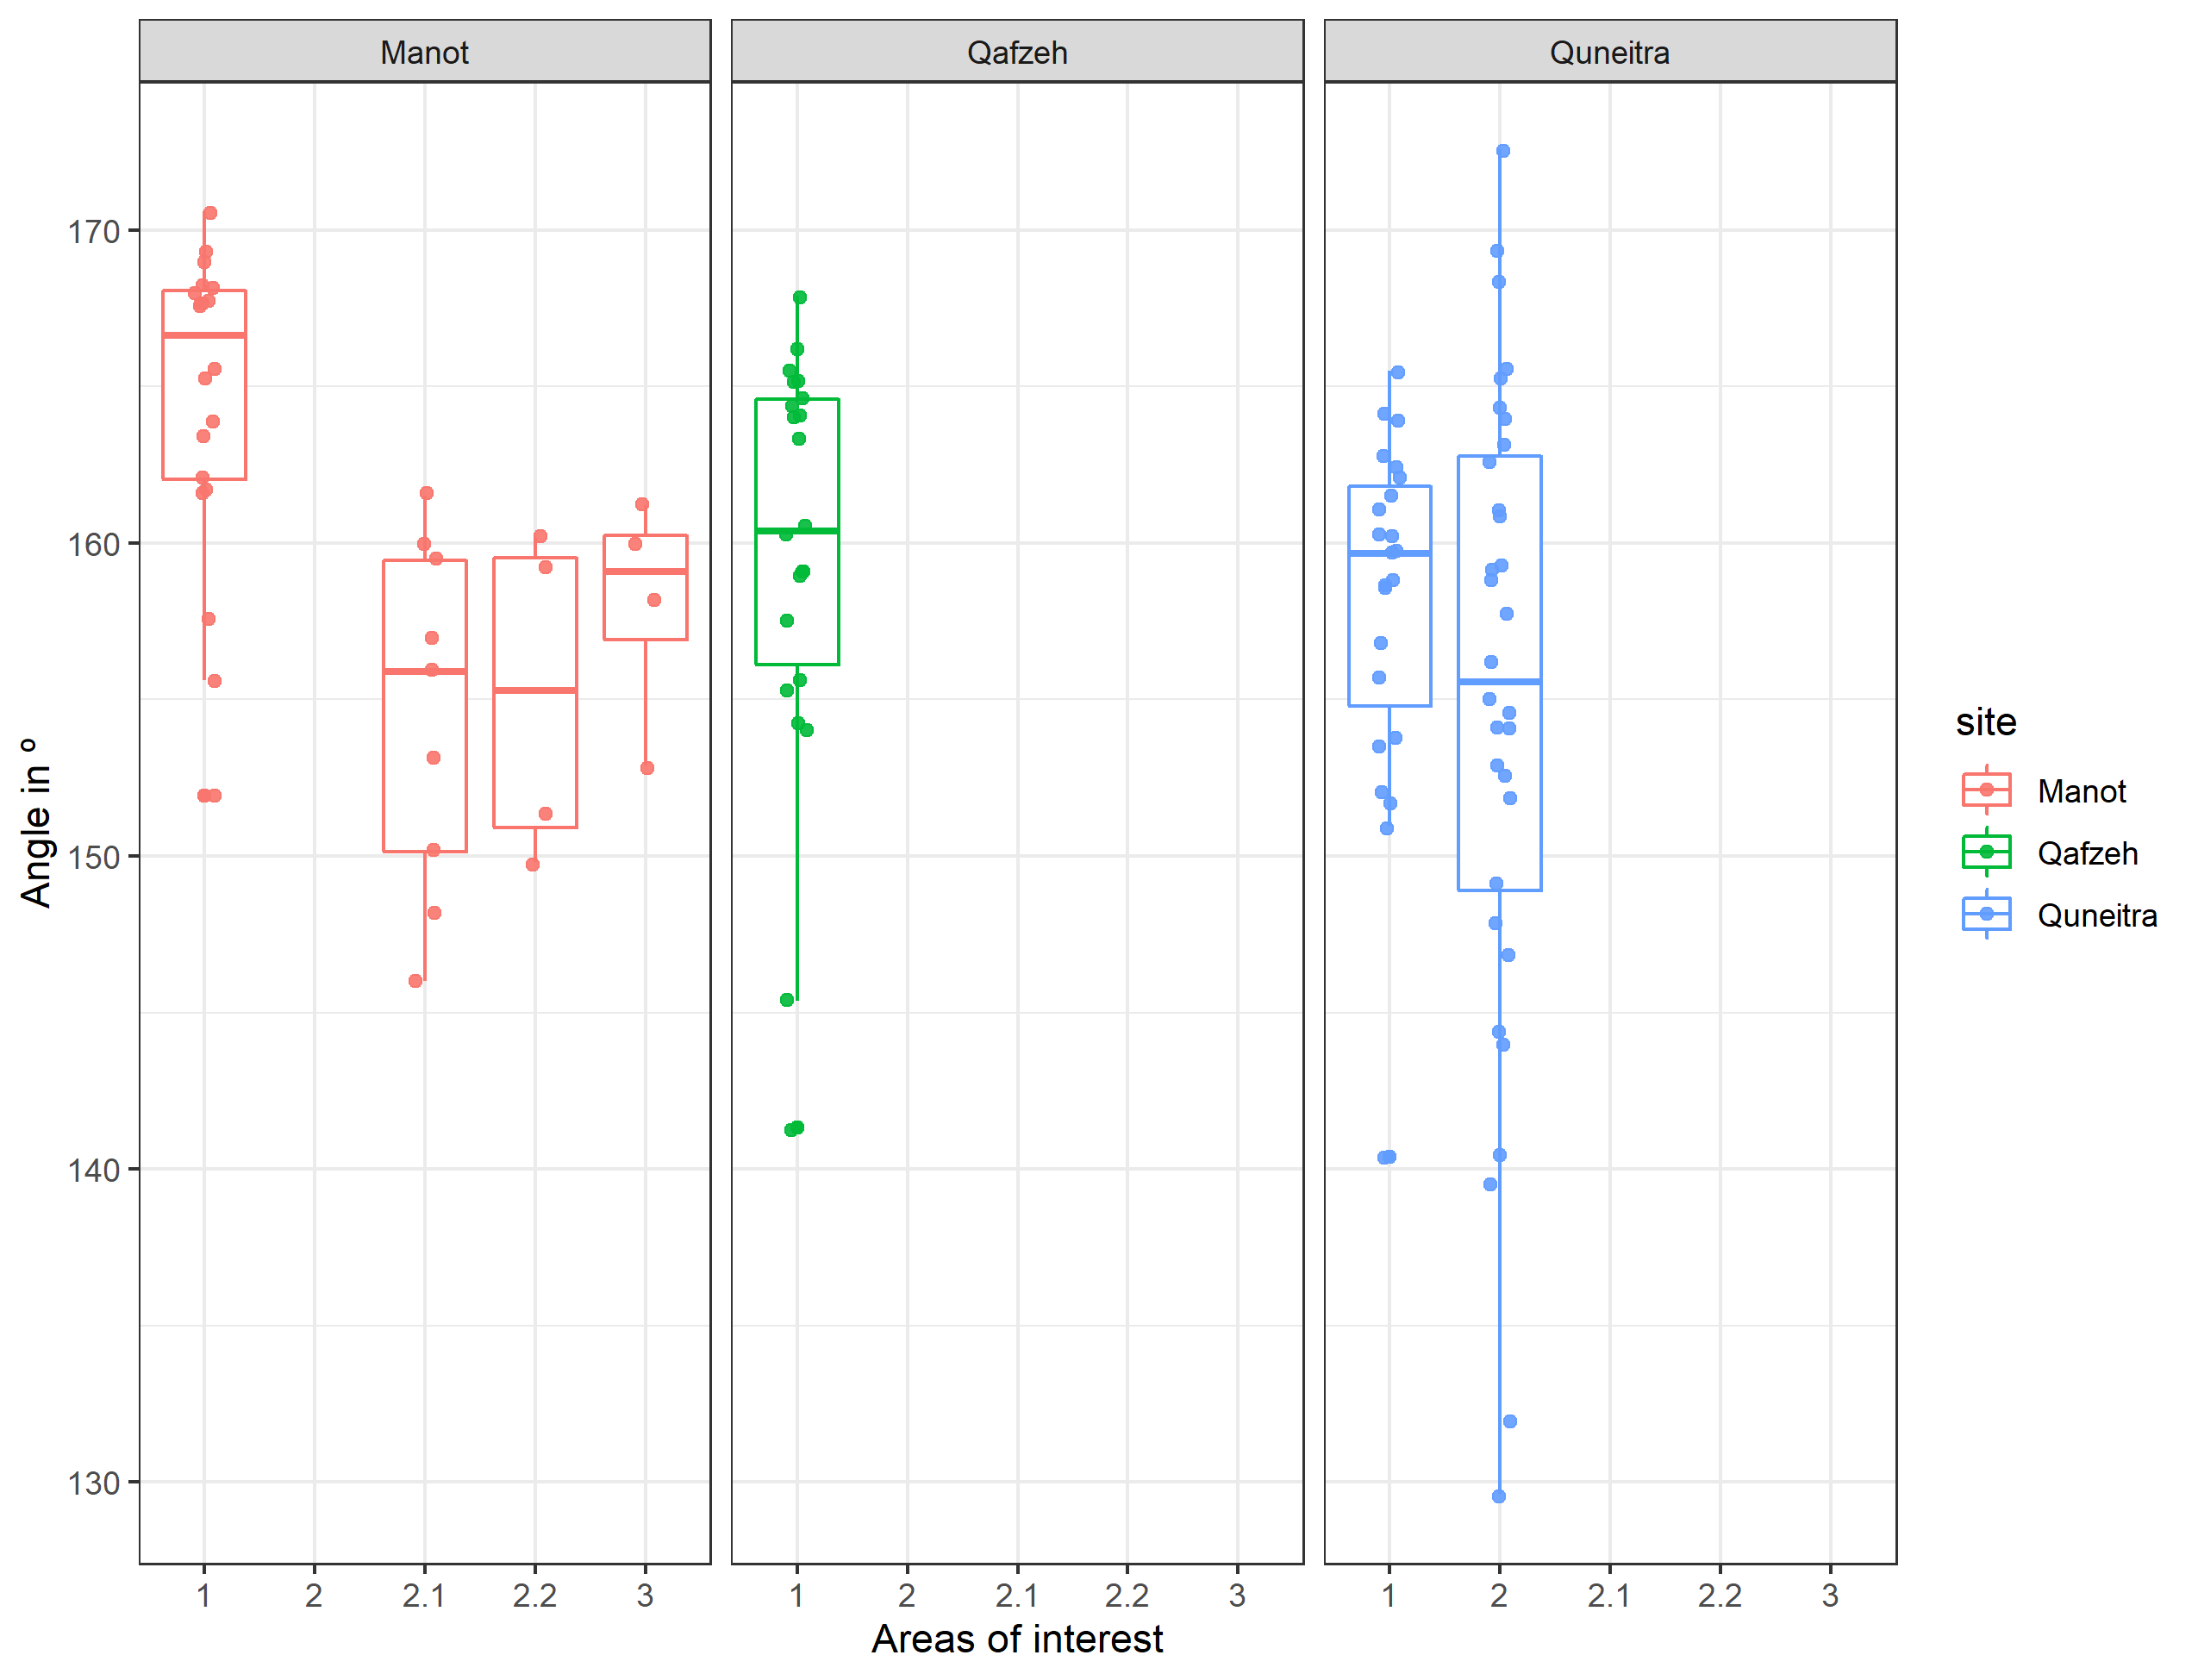 Manot Qafzeh Quneitra
170
160
150
140
130
Angle in º
1 2 2.1 2.2 3 1 2 2.1 2.2 3 1 2 2.1 2.2 3
Areas of interest
site
Manot
Qafzeh
Quneitra